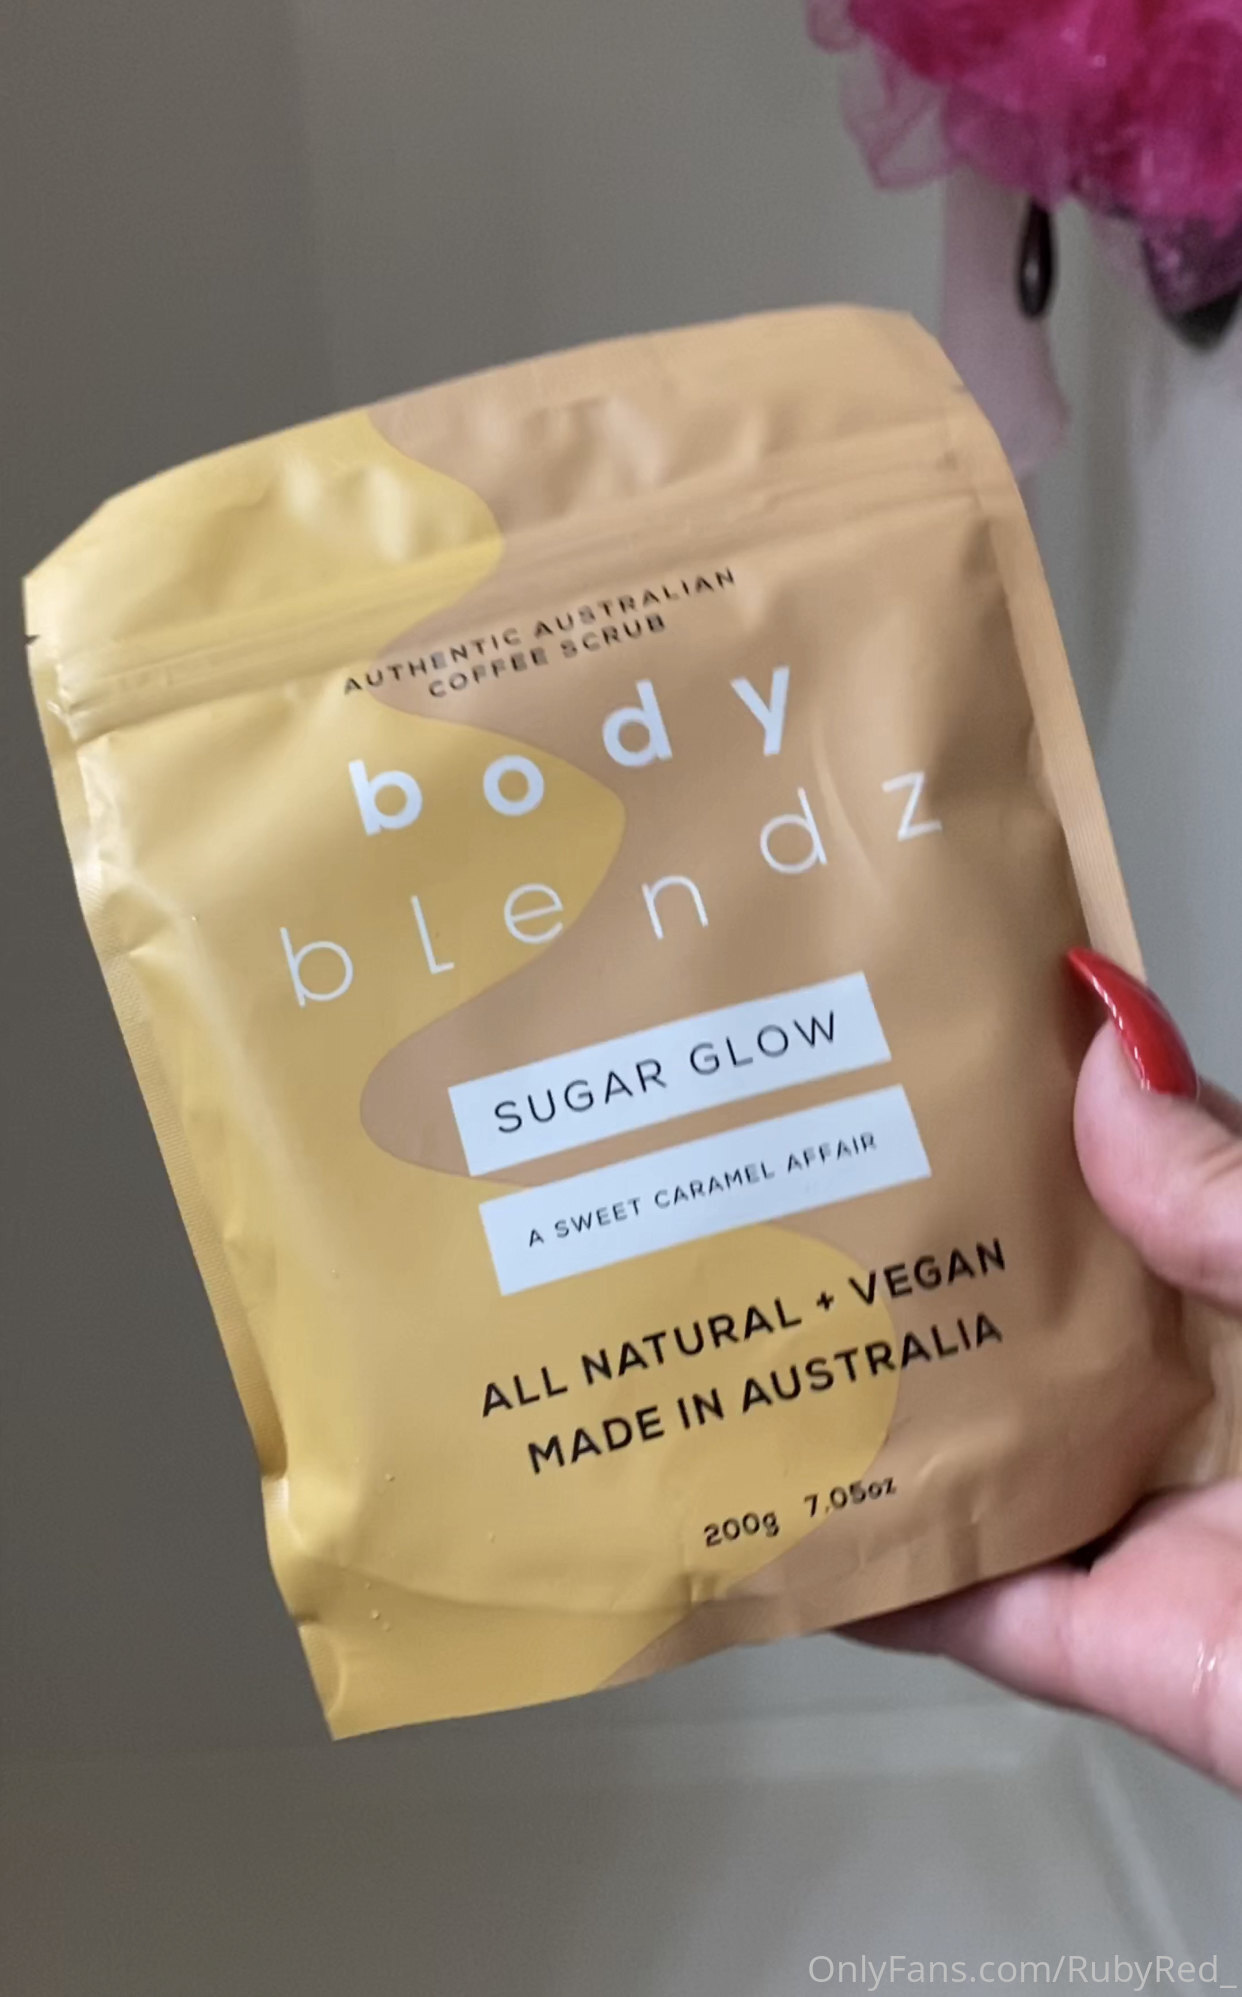 AUTHENTIC AUSTRALIAN
COFFEE SCRUB
body
blendz
SUGAR GLOW
A SWEET CARAMEL AFFAIR
ALL NATURAL + VEGAN
MADE IN AUSTRALIA
200g 7.05oz
OnlyFans.com/RubyRed_